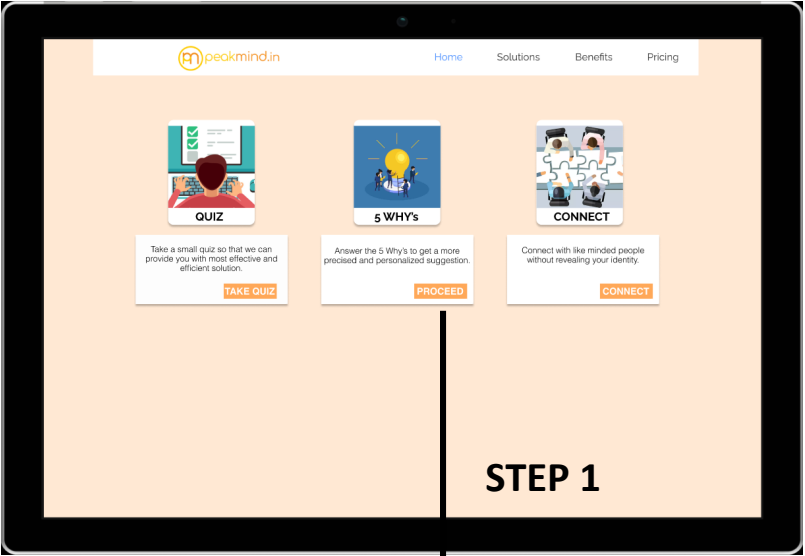 peakmind.in
Home Solutions Benefits Pricing
QUIZ
5 WHY's
CONNECT
Take a small quiz so that we can
provide you with most effective and
efficient solution.
TAKE QUIZ
Answer the 5 Why's to get a more
precised and personalized suggestion.
PROCEED
Connect with like minded people
without revealing your identity.
CONNECT
STEP 1